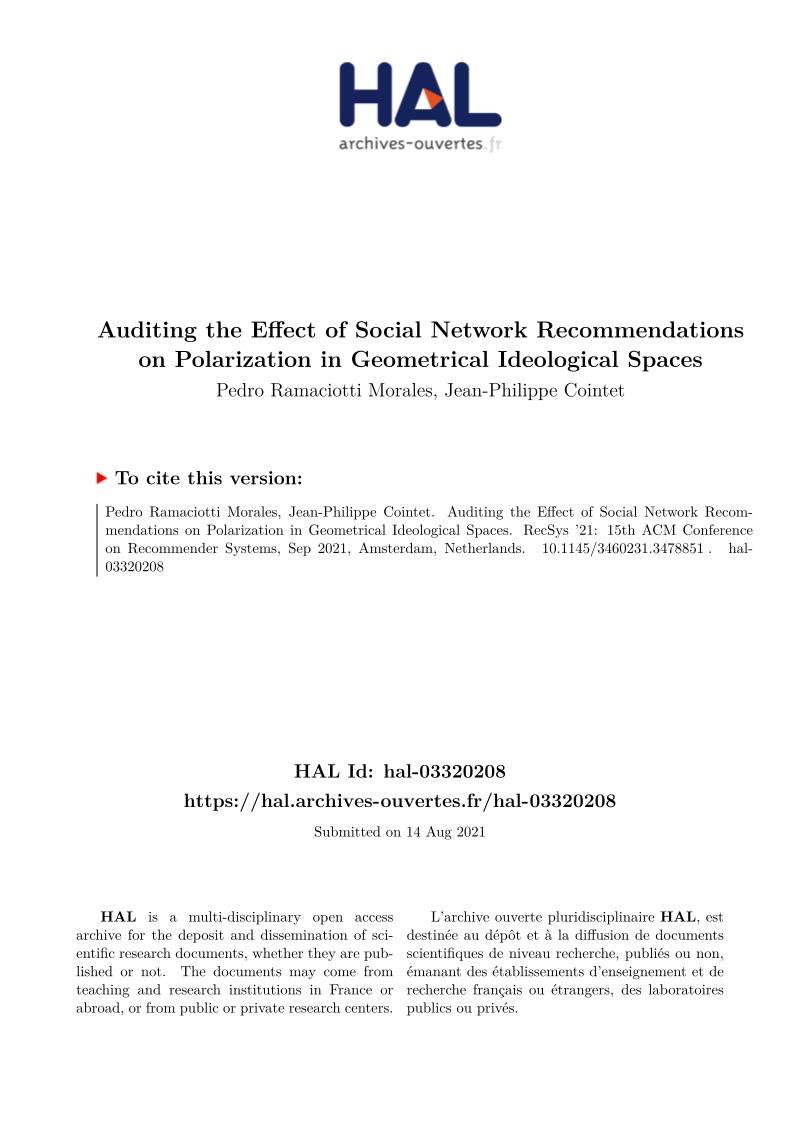 HAL
archives-ouvertes.fr
Auditing the Effect of Social Network Recommendations
on Polarization in Geometrical Ideological Spaces
Pedro Ramaciotti Morales, Jean-Philippe Cointet
To cite this version:
Pedro Ramaciotti Morales, Jean-Philippe Cointet. Auditing the Effect of Social Network Recom-
mendations on Polarization in Geometrical Ideological Spaces. RecSys '21: 15th ACM Conference
on Recommender Systems, Sep 2021, Amsterdam, Netherlands. 10.1145/3460231.3478851 . hal-
03320208
HAL Id: hal-03320208
https://hal.archives-ouvertes.fr/hal-03320208
Submitted on 14 Aug 2021
HAL is a multi-disciplinary open access
archive for the deposit and dissemination of sci-
entific research documents, whether they are pub-
lished or not. The documents may come from
teaching and research institutions in France or
abroad, or from public or private research centers.
L'archive ouverte pluridisciplinaire HAL, est
destinée au dépôt et à la diffusion de documents
scientifiques de niveau recherche, publiés ou non,
émanant des établissements d'enseignement et de
recherche français ou étrangers, des laboratoires
publics ou privés.